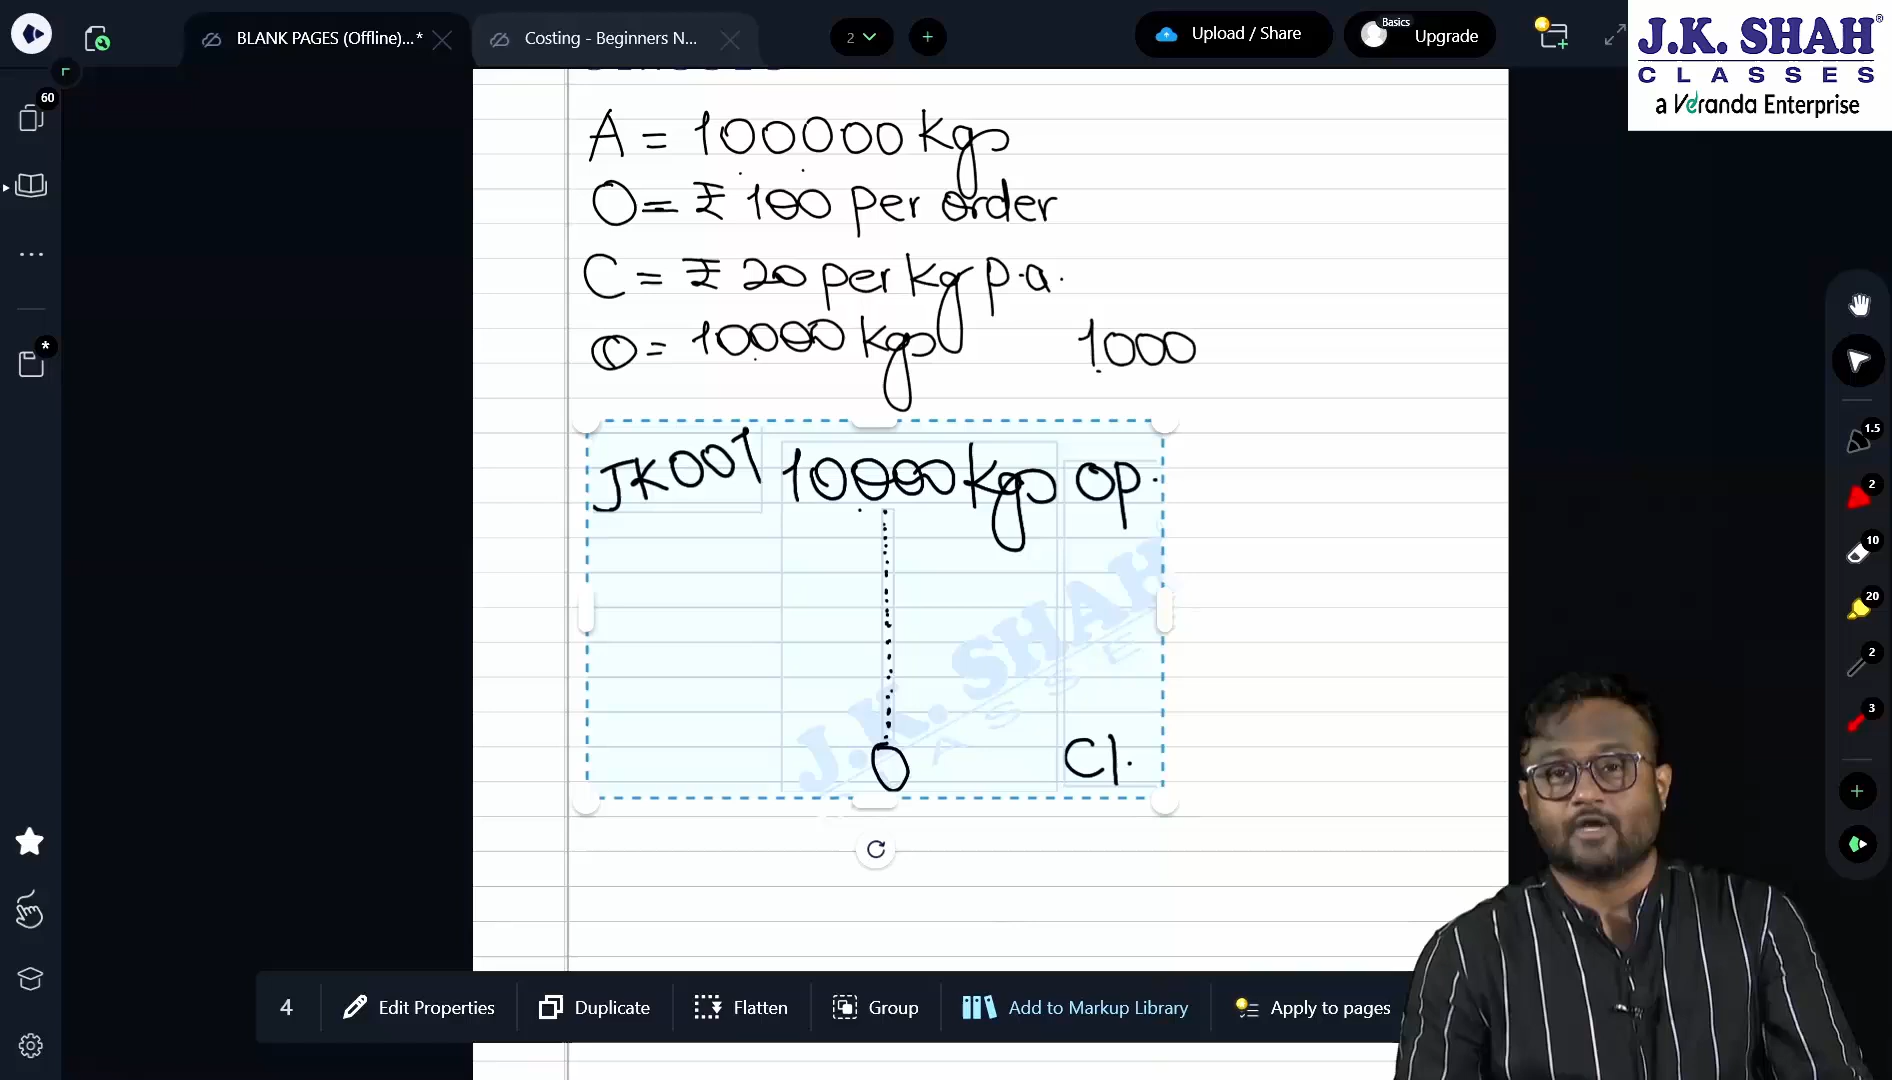 BLANK PAGES (Offline)...*
Costing - Beginners N...
2
Upload / Share
Basics
Upgrade
J.K. SHAH®
CLASSES
a Veranda Enterprise
60
A = 100000 kgs
O = ₹ 100 per order
C = ₹ 20 per kg p.a.
O = 10000 kgs 1000
JK001 10000 kgs Op.
J.K. SHAH
0 Cl.
1.5
2
10
20
2
3
4
Edit Properties
Duplicate
Flatten
Group
Add to Markup Library
Apply to pages